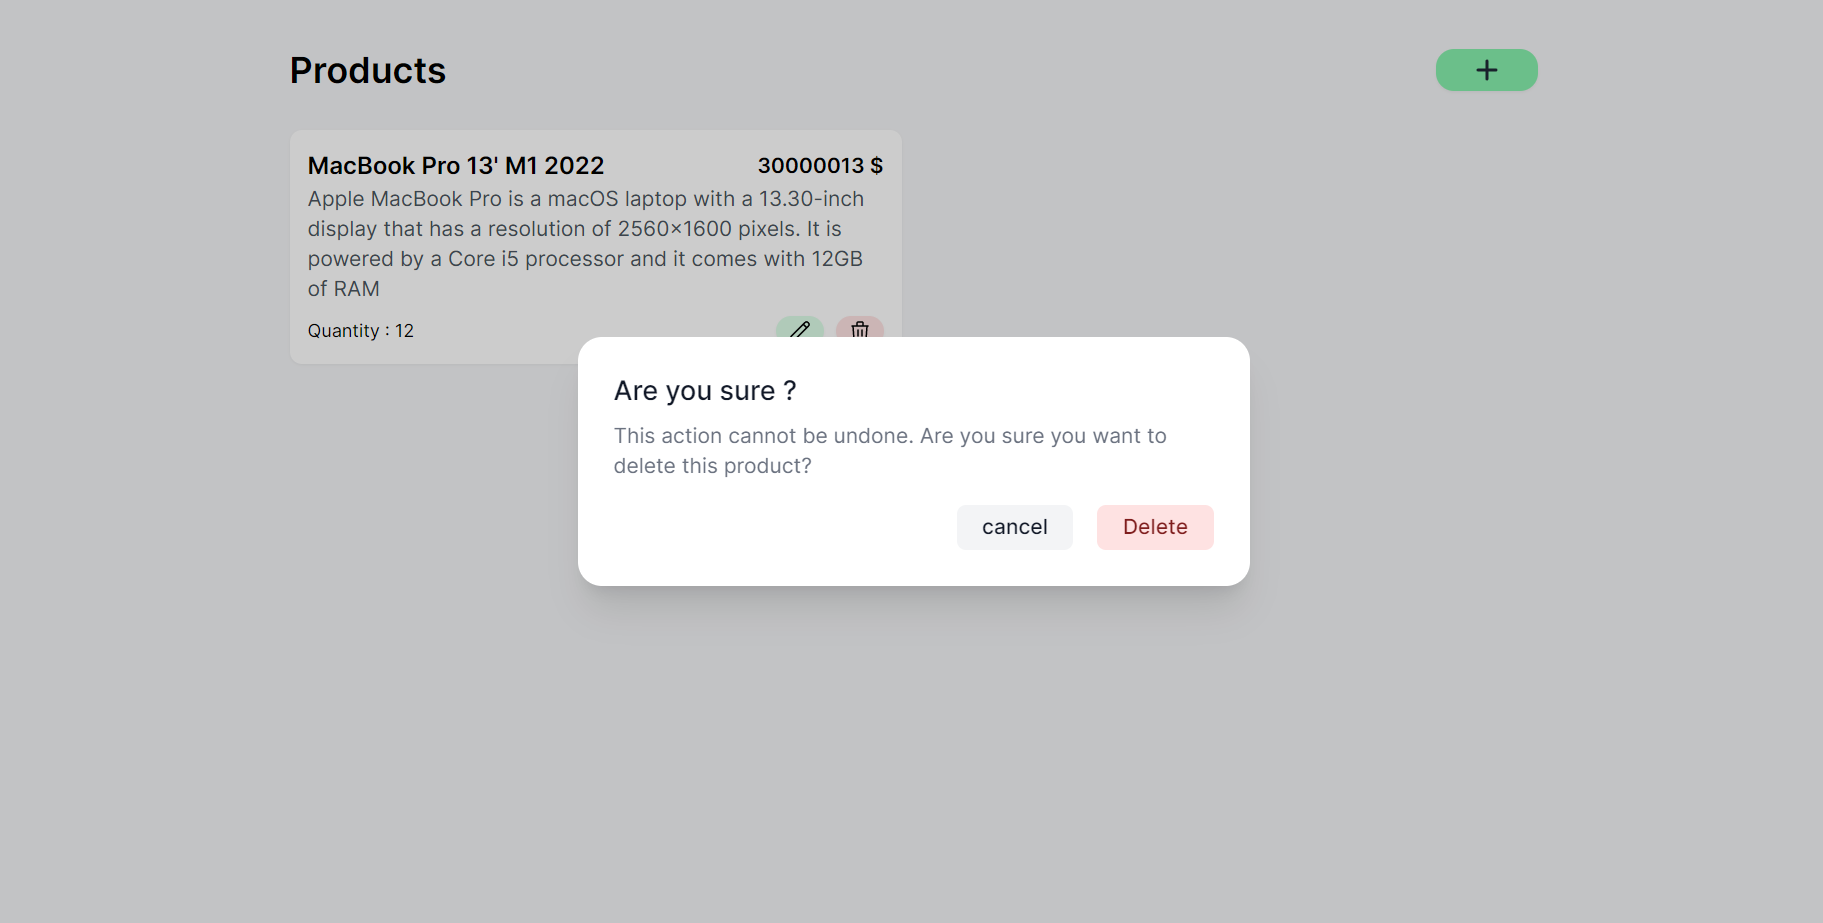 Products
MacBook Pro 13' M1 2022
30000013 $
Apple MacBook Pro is a macOS laptop with a 13.30-inch
display that has a resolution of 2560×1600 pixels. It is
powered by a Core i5 processor and it comes with 12GB
of RAM
Quantity : 12
Are you sure ?
This action cannot be undone. Are you sure you want to
delete this product?
cancel
Delete